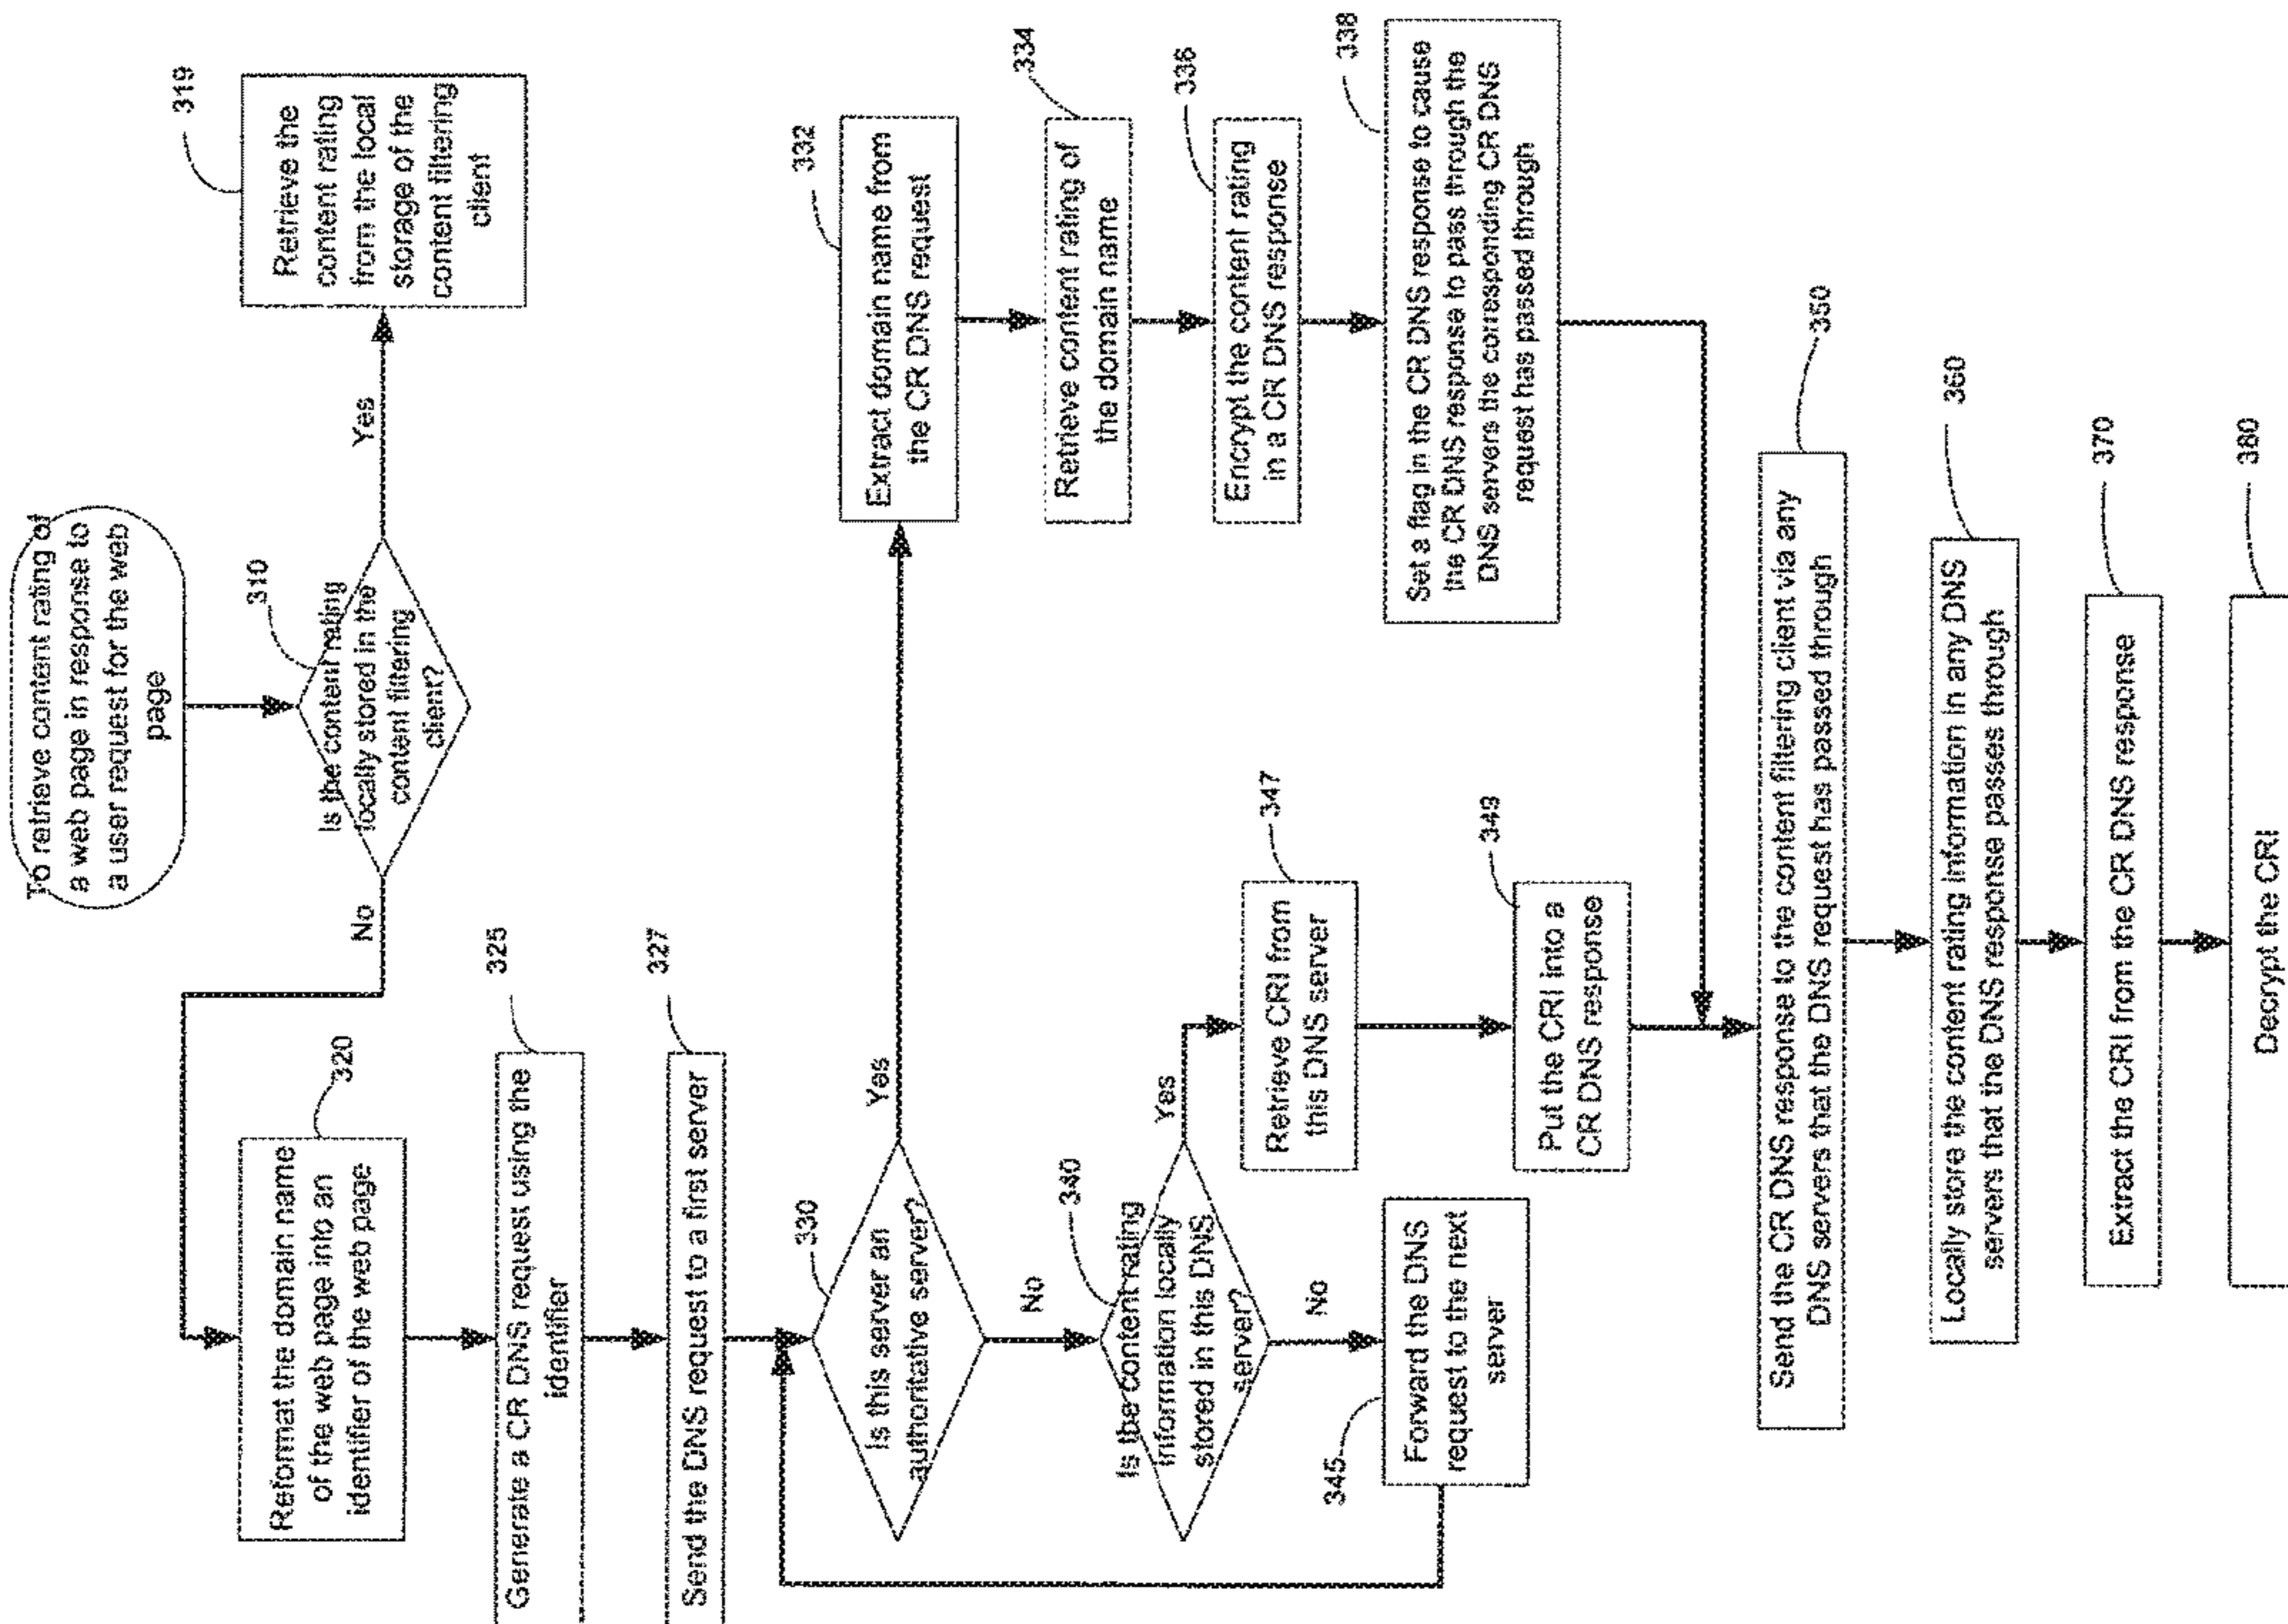 To retrieve content rating of
a web page in response to
a user request for the web
page
310
Is the content rating
locally stored in the
content filtering
client?
Yes
No
319
Retrieve the
content rating
from the local
storage of the
content filtering
client
320
Reformat the domain name
of the web page into an
identifier of the web page
325
Generate a CR DNS request using the
identifier
327
Send the DNS request to a first server
330
Is this server an
authoritative server?
Yes
No
332
Extract domain name from
the CR DNS request
334
Retrieve content rating of
the domain name
336
Encrypt the content rating
in a CR DNS response
338
Set a flag in the CR DNS response to cause
the CR DNS response to pass through the
DNS servers the corresponding CR DNS
request has passed through
340
Is the content rating
information locally
stored in this DNS
server?
Yes
No
345
Forward the DNS
request to the next
server
347
Retrieve CRI from
this DNS server
349
Put the CRI into a
CR DNS response
350
Send the CR DNS response to the content filtering client via any
DNS servers that the DNS request has passed through
360
Locally store the content rating information in any DNS
servers that the DNS response passes through
370
Extract the CRI from the CR DNS response
380
Decrypt the CRI